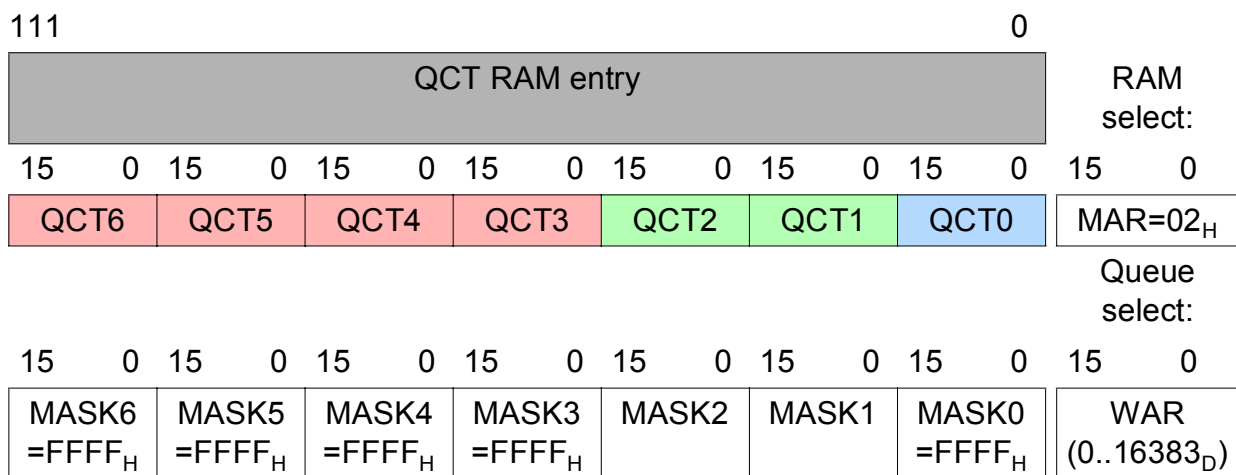 111 0
QCT RAM entry RAM
select:
15 0 15 0 15 0 15 0 15 0 15 0 15 0 15 0
QCT6 QCT5 QCT4 QCT3 QCT2 QCT1 QCT0 MAR=02H
Queue
select:
15 0 15 0 15 0 15 0 15 0 15 0 15 0 15 0
MASK6 MASK5 MASK4 MASK3 MASK2 MASK1 MASK0 WAR
=FFFFH =FFFFH =FFFFH =FFFFH =FFFFH (0..16383D)